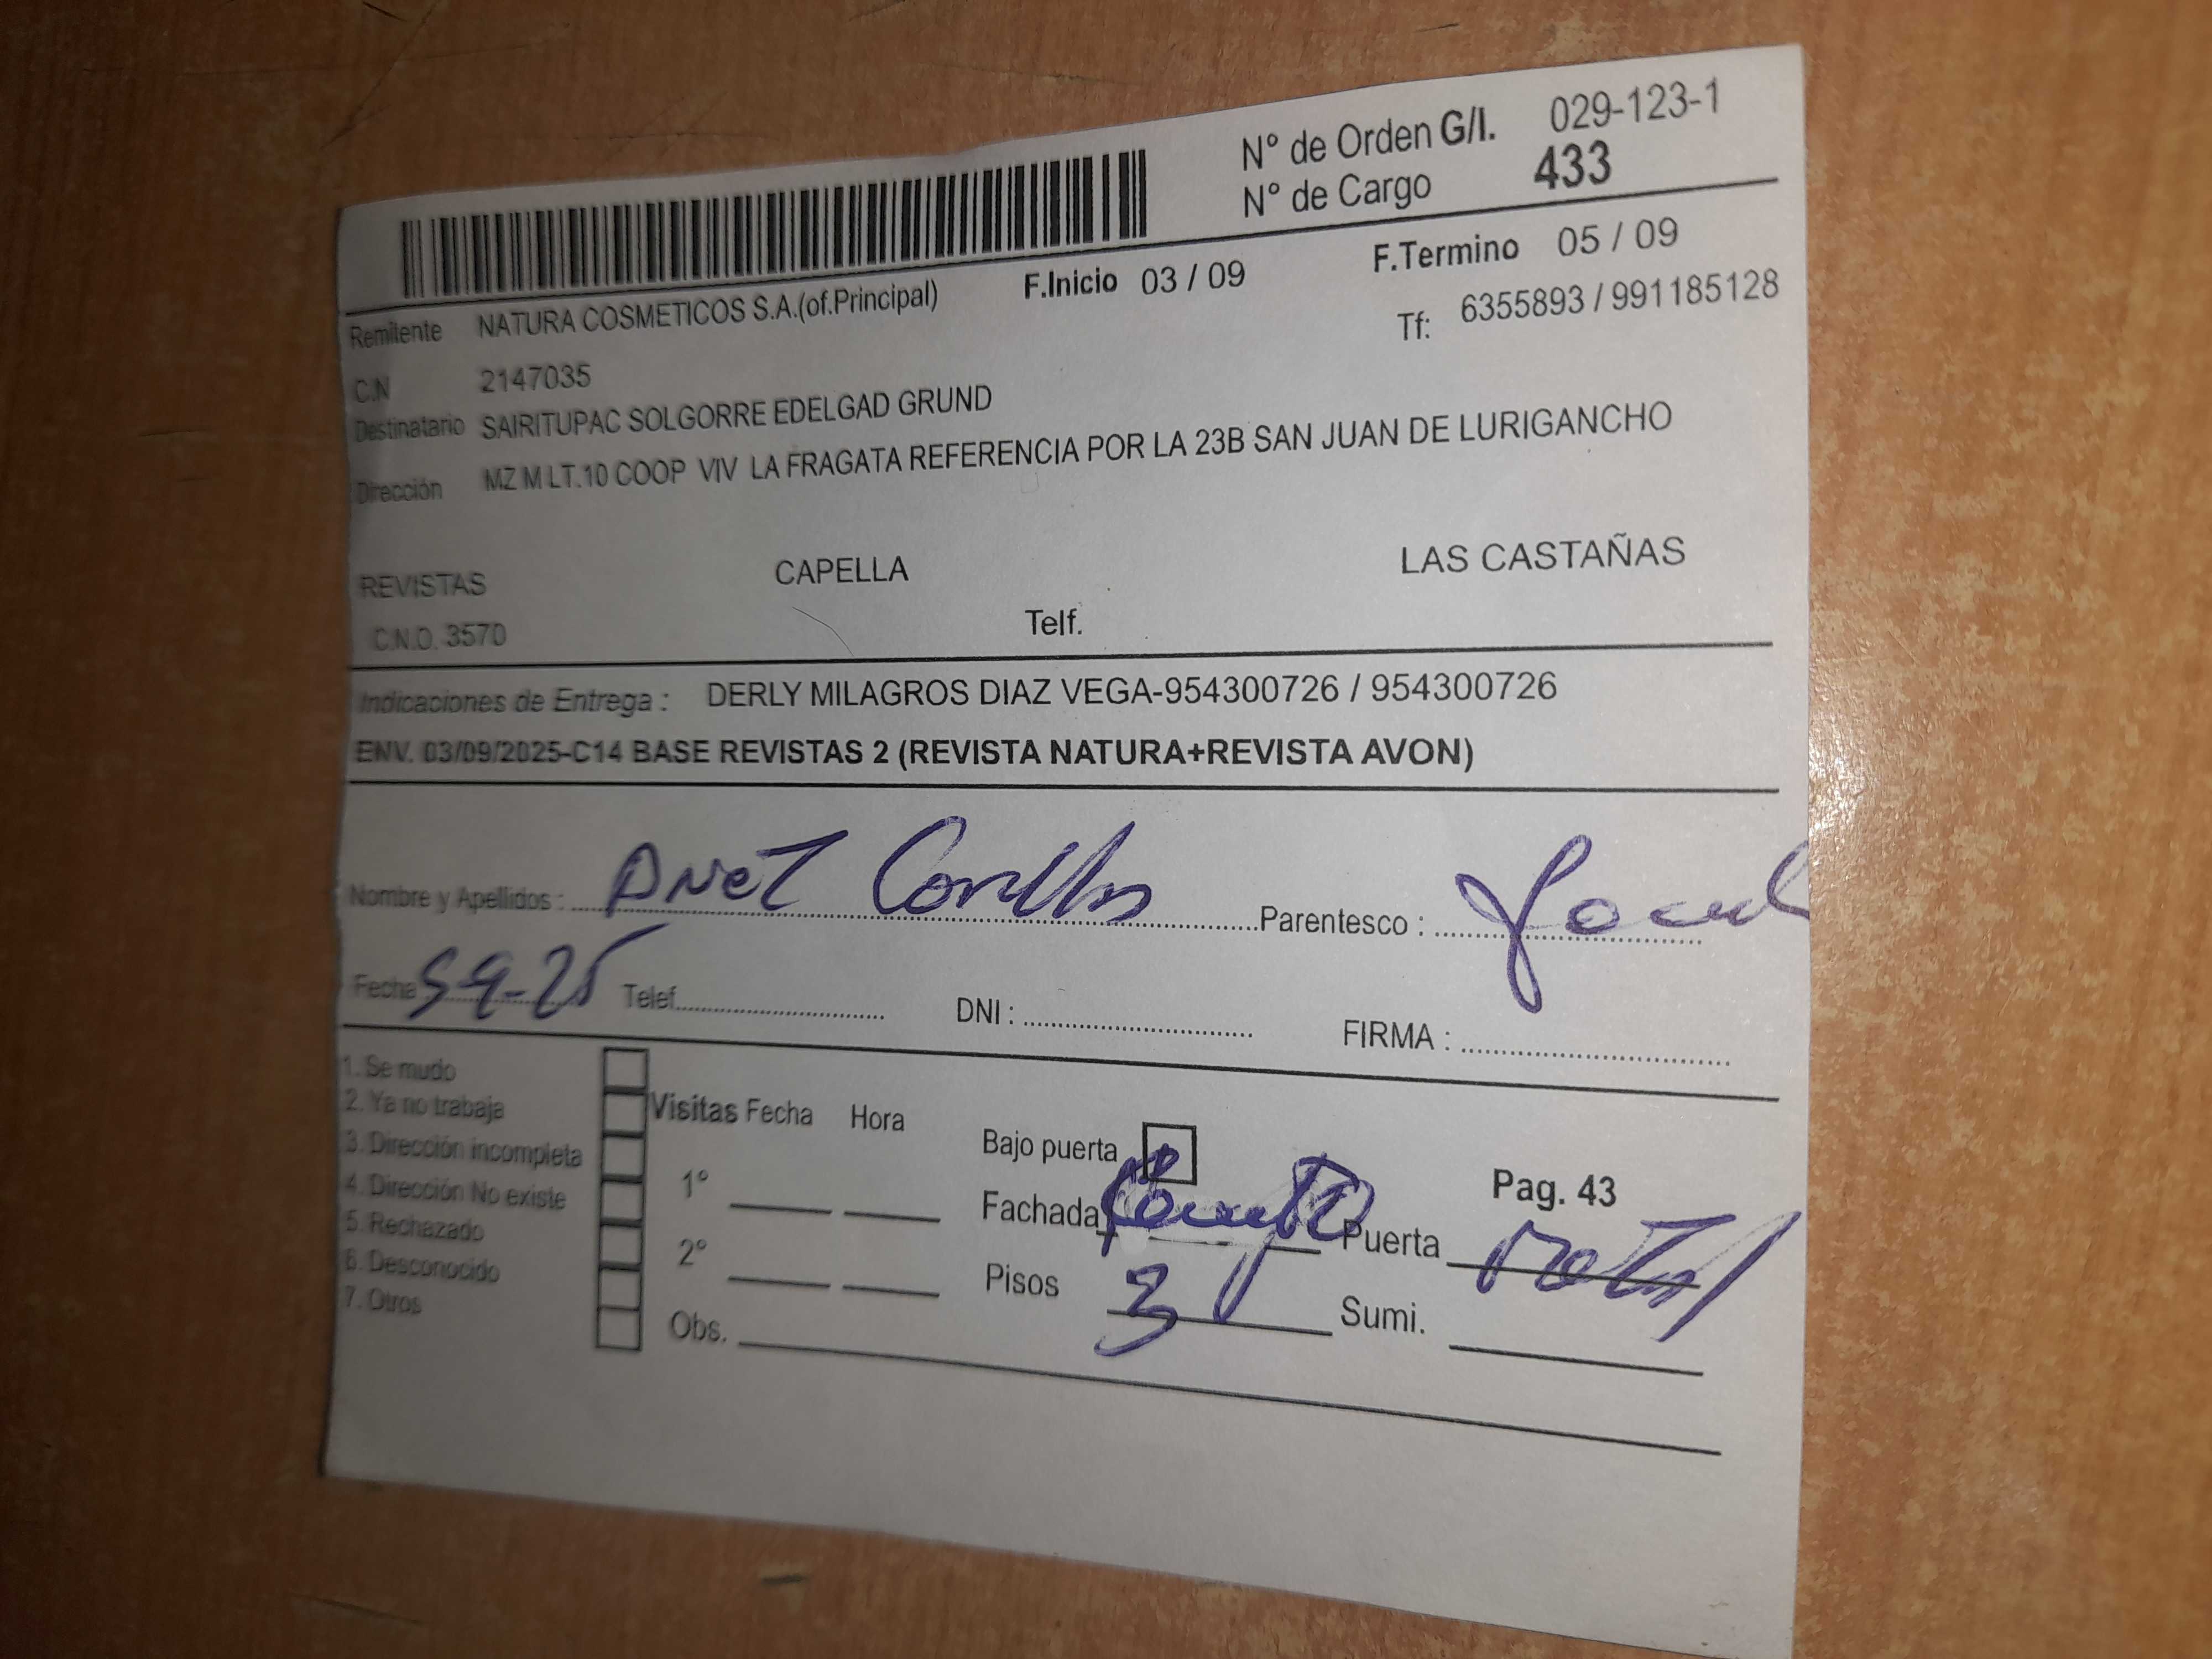 N° de Orden G/I. 029-123-1
N° de Cargo 433
F.Inicio 03 / 09 F.Termino 05 / 09
Remitente NATURA COSMETICOS S.A.(of.Principal) Tf: 6355893 / 991185128
C.N 2147035
Destinatario SAIRITUPAC SOLGORRE EDELGAD GRUND
Dirección MZ M LT.10 COOP VIV LA FRAGATA REFERENCIA POR LA 23B SAN JUAN DE LURIGANCHO
REVISTAS CAPELLA LAS CASTAÑAS
C.N.O. 3570 Telf.
Indicaciones de Entrega : DERLY MILAGROS DIAZ VEGA-954300726 / 954300726
ENV. 03/09/2025-C14 BASE REVISTAS 2 (REVISTA NATURA+REVISTA AVON)
Nombre y Apellidos : Parentesco :
Fecha 5 9-25 Telef. DNI : FIRMA :
1. Se mudo
2. Ya no trabaja
3. Dirección incompleta
4. Dirección No existe
5. Rechazado
6. Desconocido
7. Otros
Visitas Fecha Hora
1°
2°
Obs.
Bajo puerta
Pag. 43
Fachada Puerta
Pisos 3 Sumi.